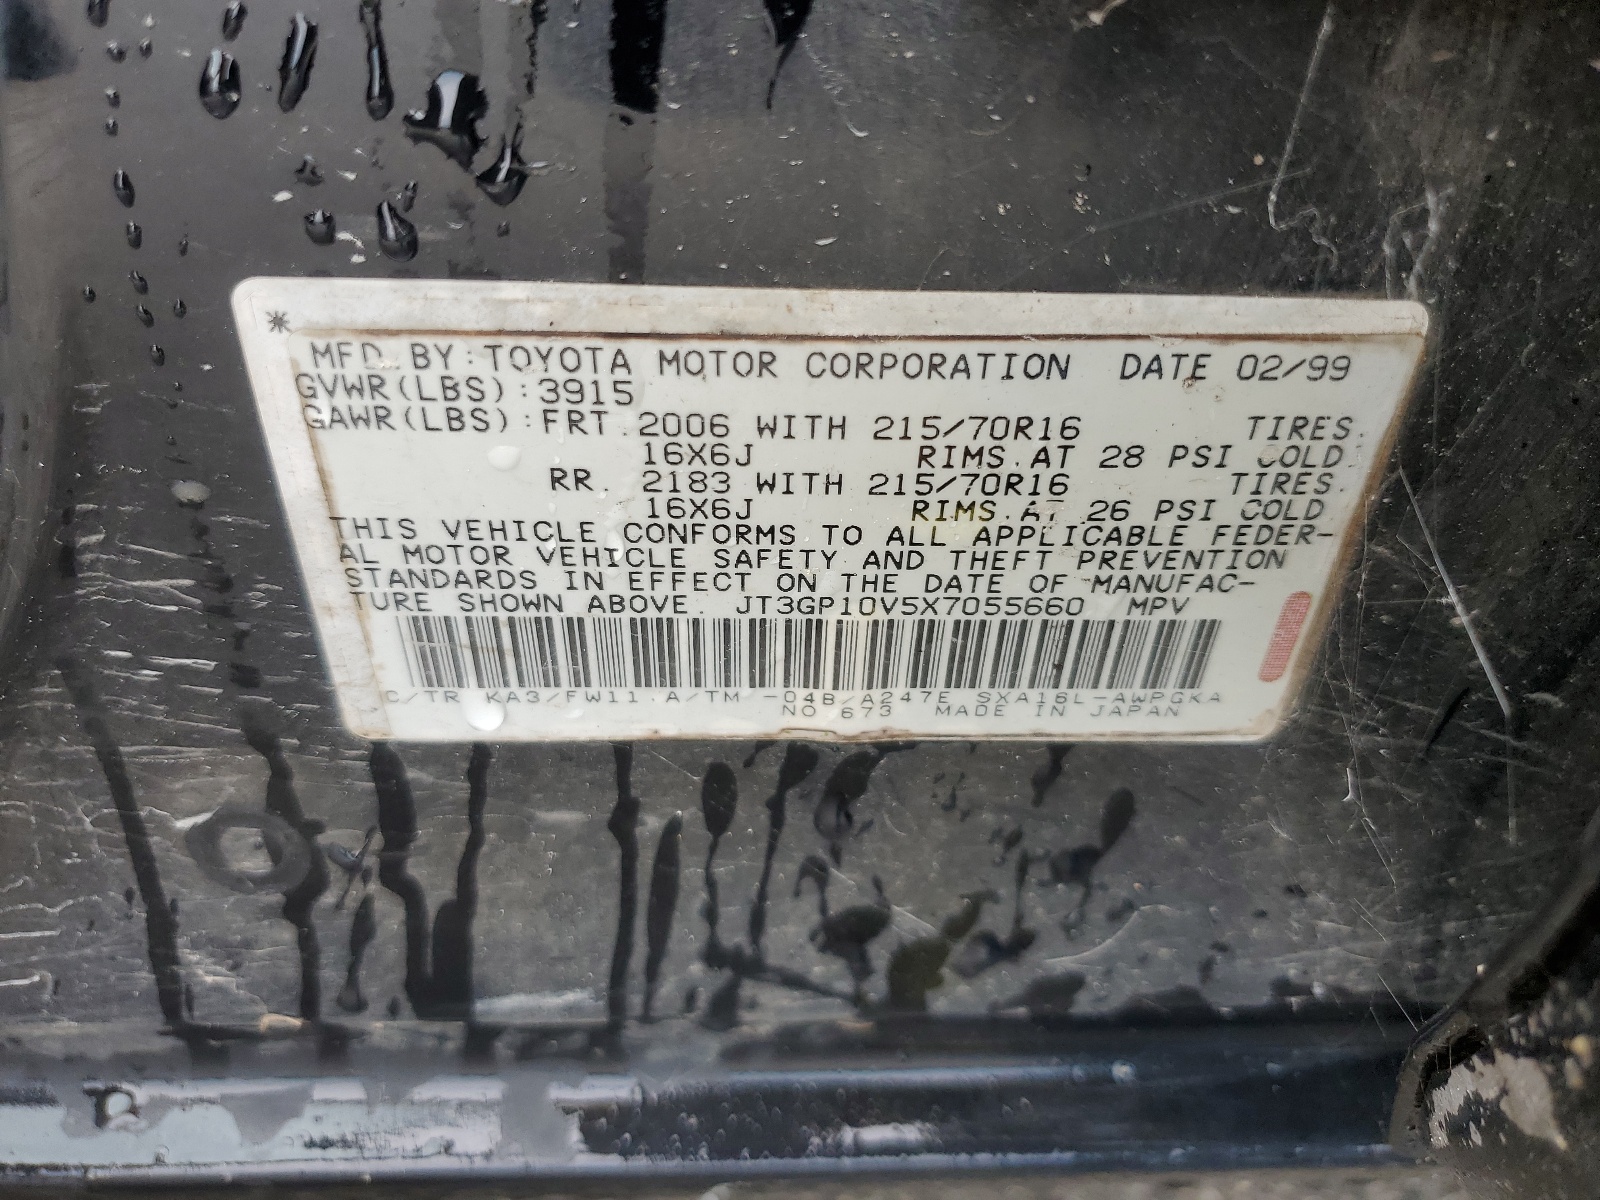 MFD. BY: TOYOTA MOTOR CORPORATION DATE 02/99
GVWR(LBS): 3915
GAWR(LBS): FRT. 2006 WITH 215/70R16 TIRES.
16X6J RIMS. AT 28 PSI COLD.
RR. 2183 WITH 215/70R16 TIRES.
16X6J RIMS. AT 26 PSI COLD.
THIS VEHICLE CONFORMS TO ALL APPLICABLE FEDER-
AL MOTOR VEHICLE SAFETY AND THEFT PREVENTION
STANDARDS IN EFFECT ON THE DATE OF MANUFAC-
TURE SHOWN ABOVE. JT3GP10V5X7055660 MPV
C/TR KA3/FW11 A/TM -04B/A247E SXA16L-AWPGKA
NO 673 MADE IN JAPAN